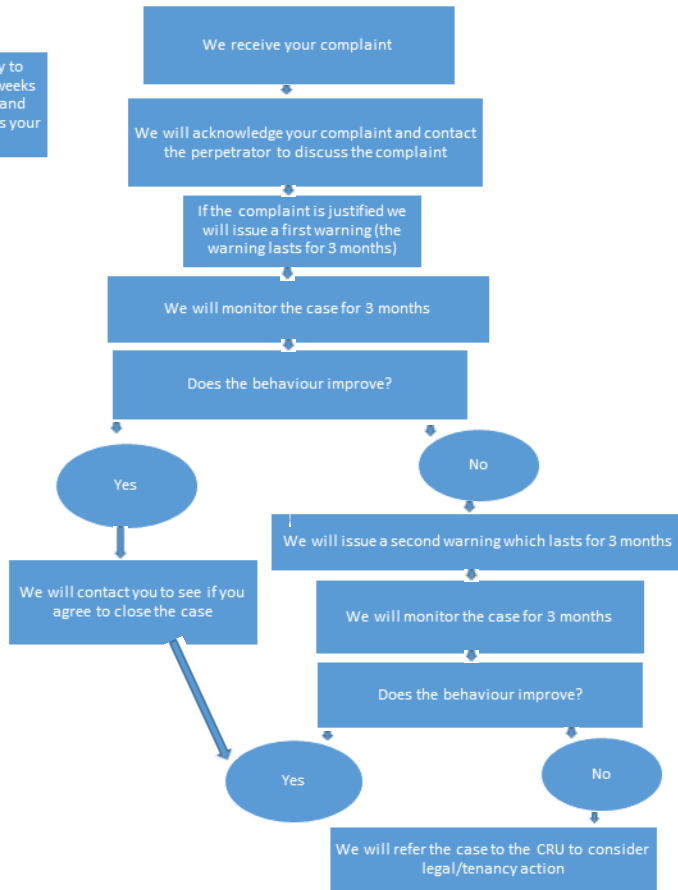 We receive your complaint
y to
weeks
and
s your
We will acknowledge your complaint and contact
the perpetrator to discuss the complaint
If the complaint is justified we
will issue a first warning (the
warning lasts for 3 months)
We will monitor the case for 3 months
Does the behaviour improve?
Yes
No
We will issue a second warning which lasts for 3 months
We will contact you to see if you
agree to close the case
We will monitor the case for 3 months
Does the behaviour improve?
Yes
No
We will refer the case to the CRU to consider
legal/tenancy action